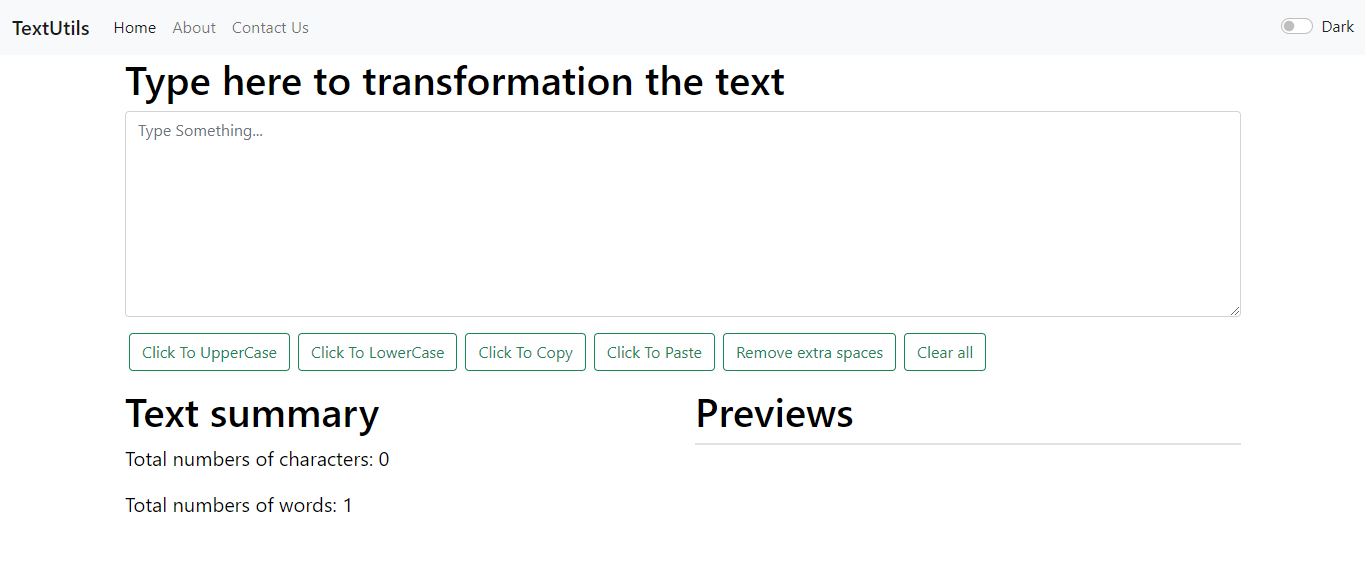 TextUtils Home About Contact Us Dark
Type here to transformation the text
Type Something...
Click To UpperCase Click To LowerCase Click To Copy Click To Paste Remove extra spaces Clear all
Text summary
Previews
Total numbers of characters: 0
Total numbers of words: 1